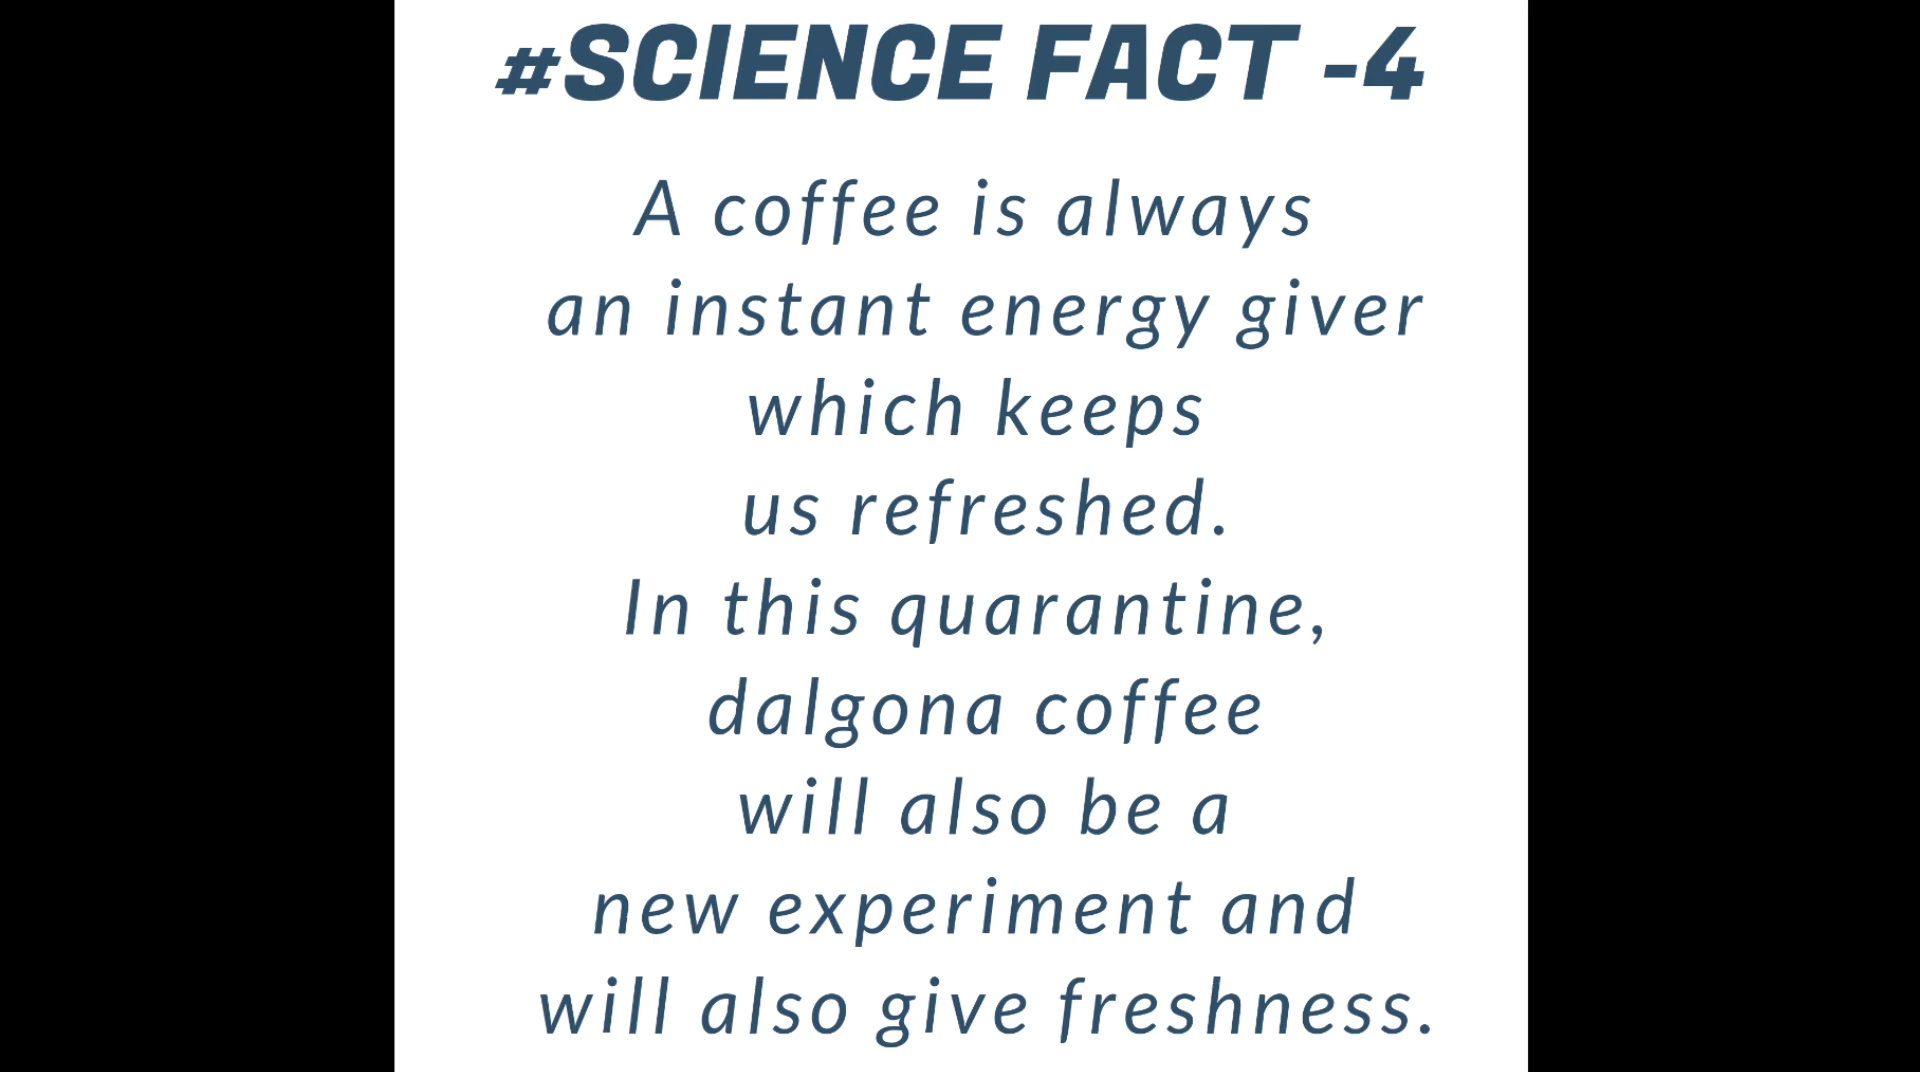 #SCIENCE FACT -4
A coffee is always
an instant energy giver
which keeps
us refreshed.
In this quarantine,
dalgona coffee
will also be a
new experiment and
will also give freshness.